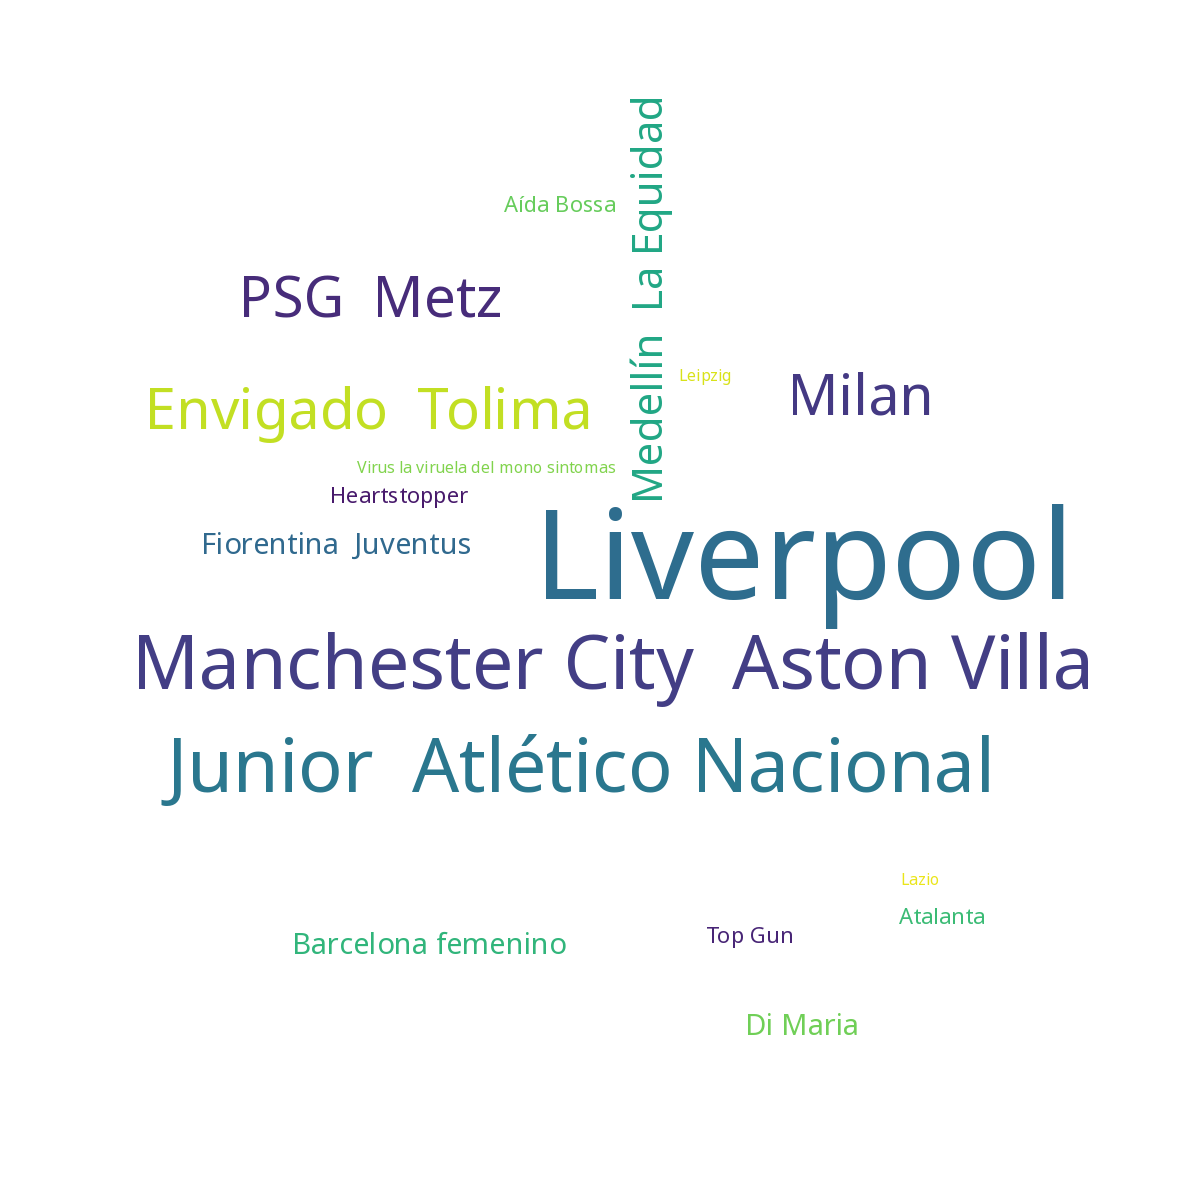 Medellín  La Equidad
Aída Bossa
PSG  Metz
Leipzig
Milan
Envigado  Tolima
Virus la viruela del mono sintomas
Heartstopper
Fiorentina  Juventus
Liverpool
Manchester City  Aston Villa
Junior  Atlético Nacional
Lazio
Atalanta
Top Gun
Barcelona femenino
Di Maria